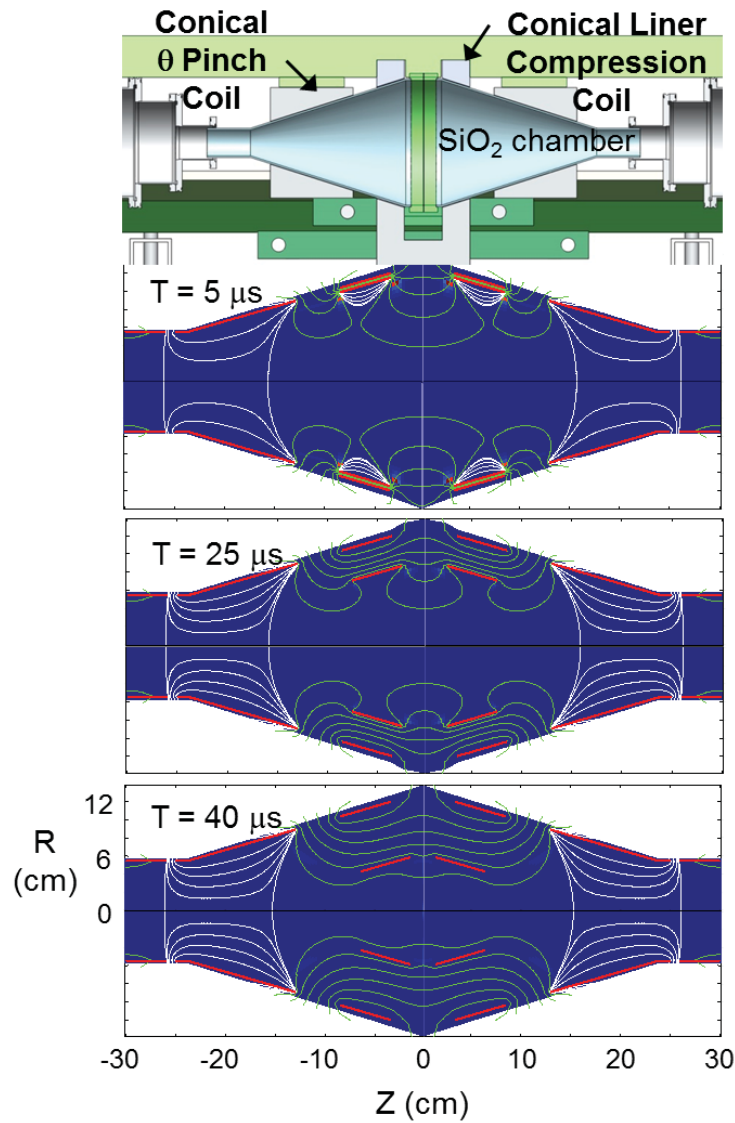 Conical
θ Pinch
Coil
Conical Liner
Compression
Coil
SiO₂ chamber
T = 5 μs
T = 25 μs
T = 40 μs
12
6
0
R
(cm)
-30
-20
-10
0
10
20
30
Z (cm)